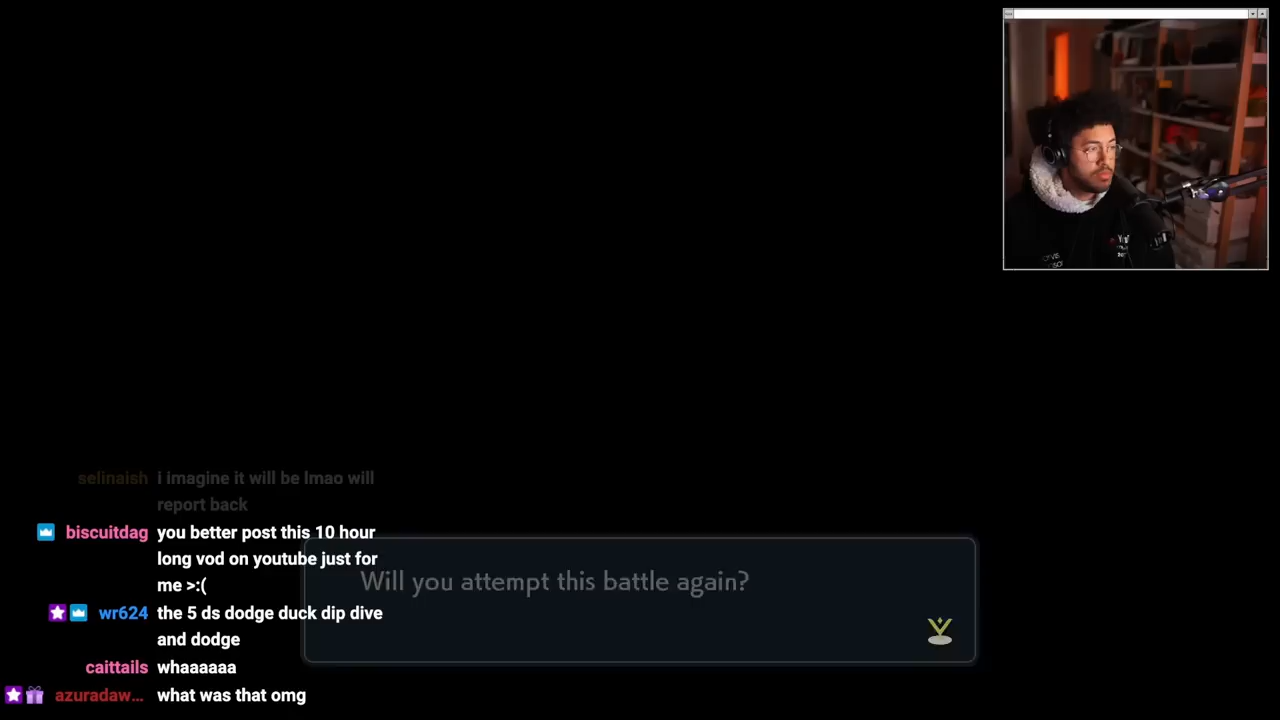 selinaish i imagine it will be lmao will
report back
biscuitdag you better post this 10 hour
long vod on youtube just for
me >:(
Will you attempt this battle again?
wr624 the 5 ds dodge duck dip dive
and dodge
caittails whaaaaaa
azuradaw... what was that omg